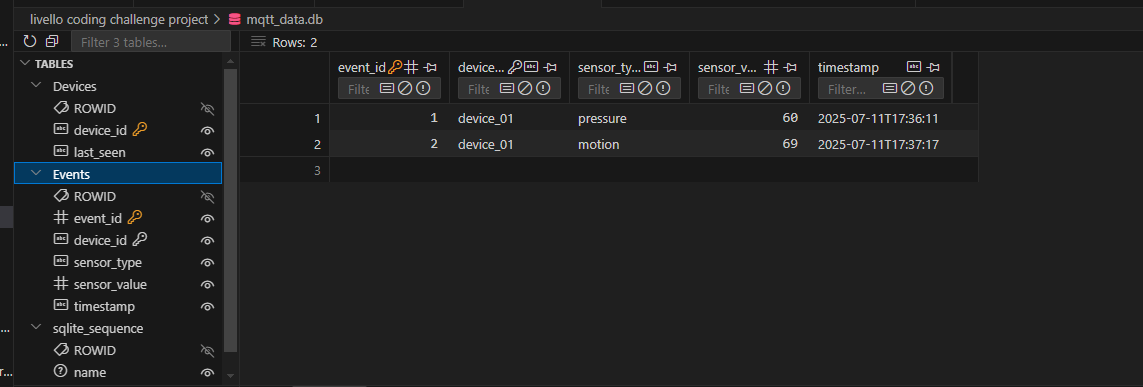 livello coding challenge project > mqtt_data.db
Filter 3 tables...
Rows: 2
TABLES
Devices
ROWID
device_id
last_seen
Events
ROWID
event_id
device_id
sensor_type
sensor_value
timestamp
sqlite_sequence
ROWID
name
event_id device... sensor_ty... sensor_v... timestamp
Filte Filte Filte Filte Filter...
1 1 device_01 pressure 60 2025-07-11T17:36:11
2 2 device_01 motion 69 2025-07-11T17:37:17
3